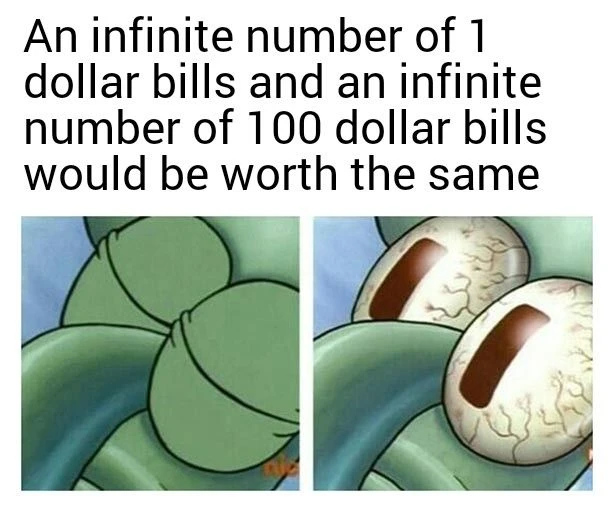 An infinite number of 1
dollar bills and an infinite
number of 100 dollar bills
would be worth the same